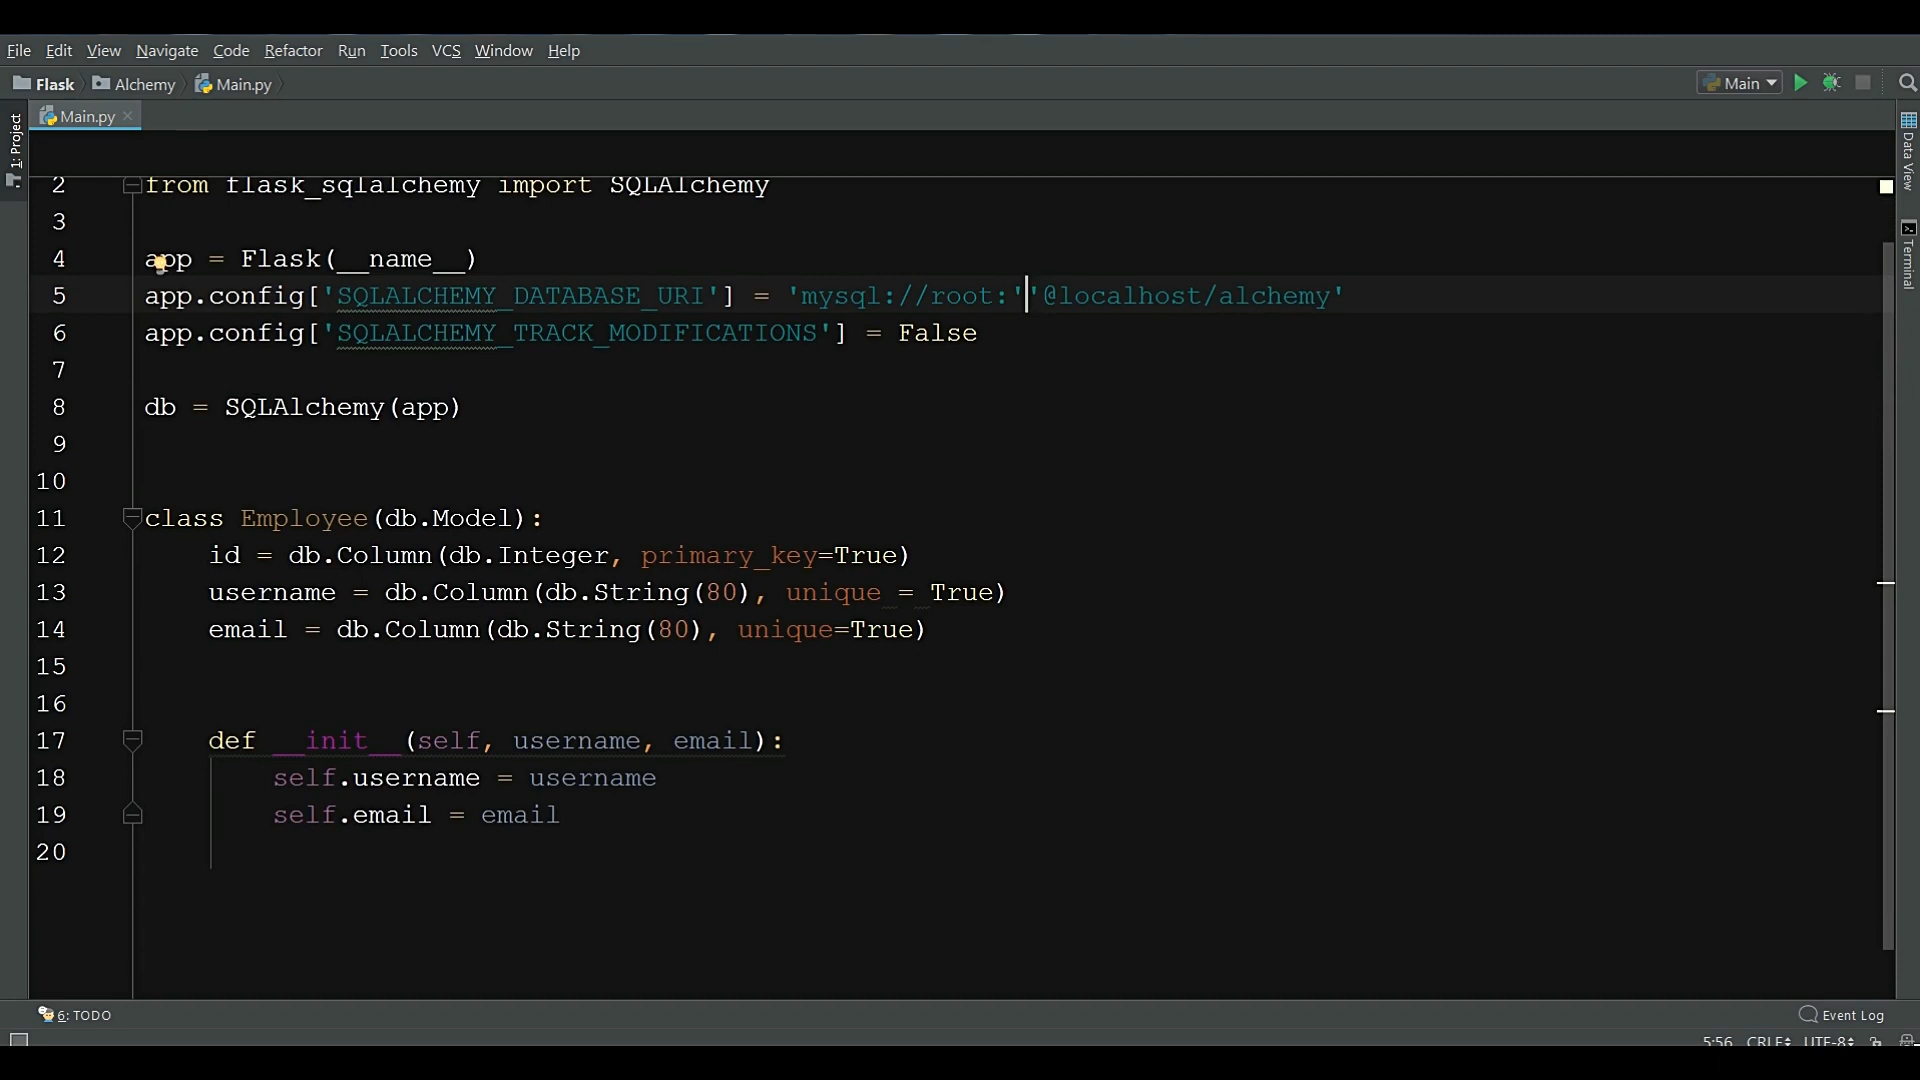 File Edit View Navigate Code Refactor Run Tools VCS Window Help
Flask Alchemy Main.py Main
Main.py
1: Project
Data View
Terminal
2 from flask_sqlalchemy import SQLAlchemy
3
4 app = Flask(__name__)
5 app.config['SQLALCHEMY_DATABASE_URI'] = 'mysql://root:''@localhost/alchemy'
6 app.config['SQLALCHEMY_TRACK_MODIFICATIONS'] = False
7
8 db = SQLAlchemy(app)
9
10
11 class Employee(db.Model):
12 id = db.Column(db.Integer, primary_key=True)
13 username = db.Column(db.String(80), unique = True)
14 email = db.Column(db.String(80), unique=True)
15
16
17 def __init__(self, username, email):
18 self.username = username
19 self.email = email
20
6: TODO Event Log
5:56 CRLF UTF-8